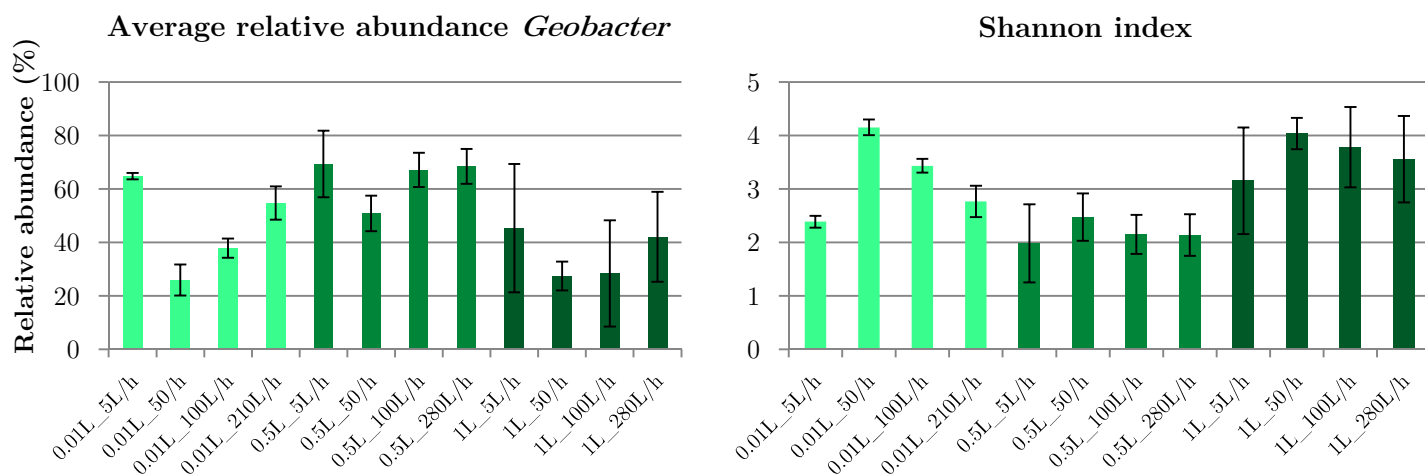 Average relative abundance Geobacter
Relative abundance (%)
100
80
60
40
20
0
0.01L_5L/h
0.01L_50/h
0.01L_100L/h
0.01L_210L/h
0.5L_5L/h
0.5L_50/h
0.5L_100L/h
0.5L_280L/h
1L_5L/h
1L_50/h
1L_100L/h
1L_280L/h
Shannon index
5
4
3
2
1
0
0.01L_5L/h
0.01L_50/h
0.01L_100L/h
0.01L_210L/h
0.5L_5L/h
0.5L_50/h
0.5L_100L/h
0.5L_280L/h
1L_5L/h
1L_50/h
1L_100L/h
1L_280L/h